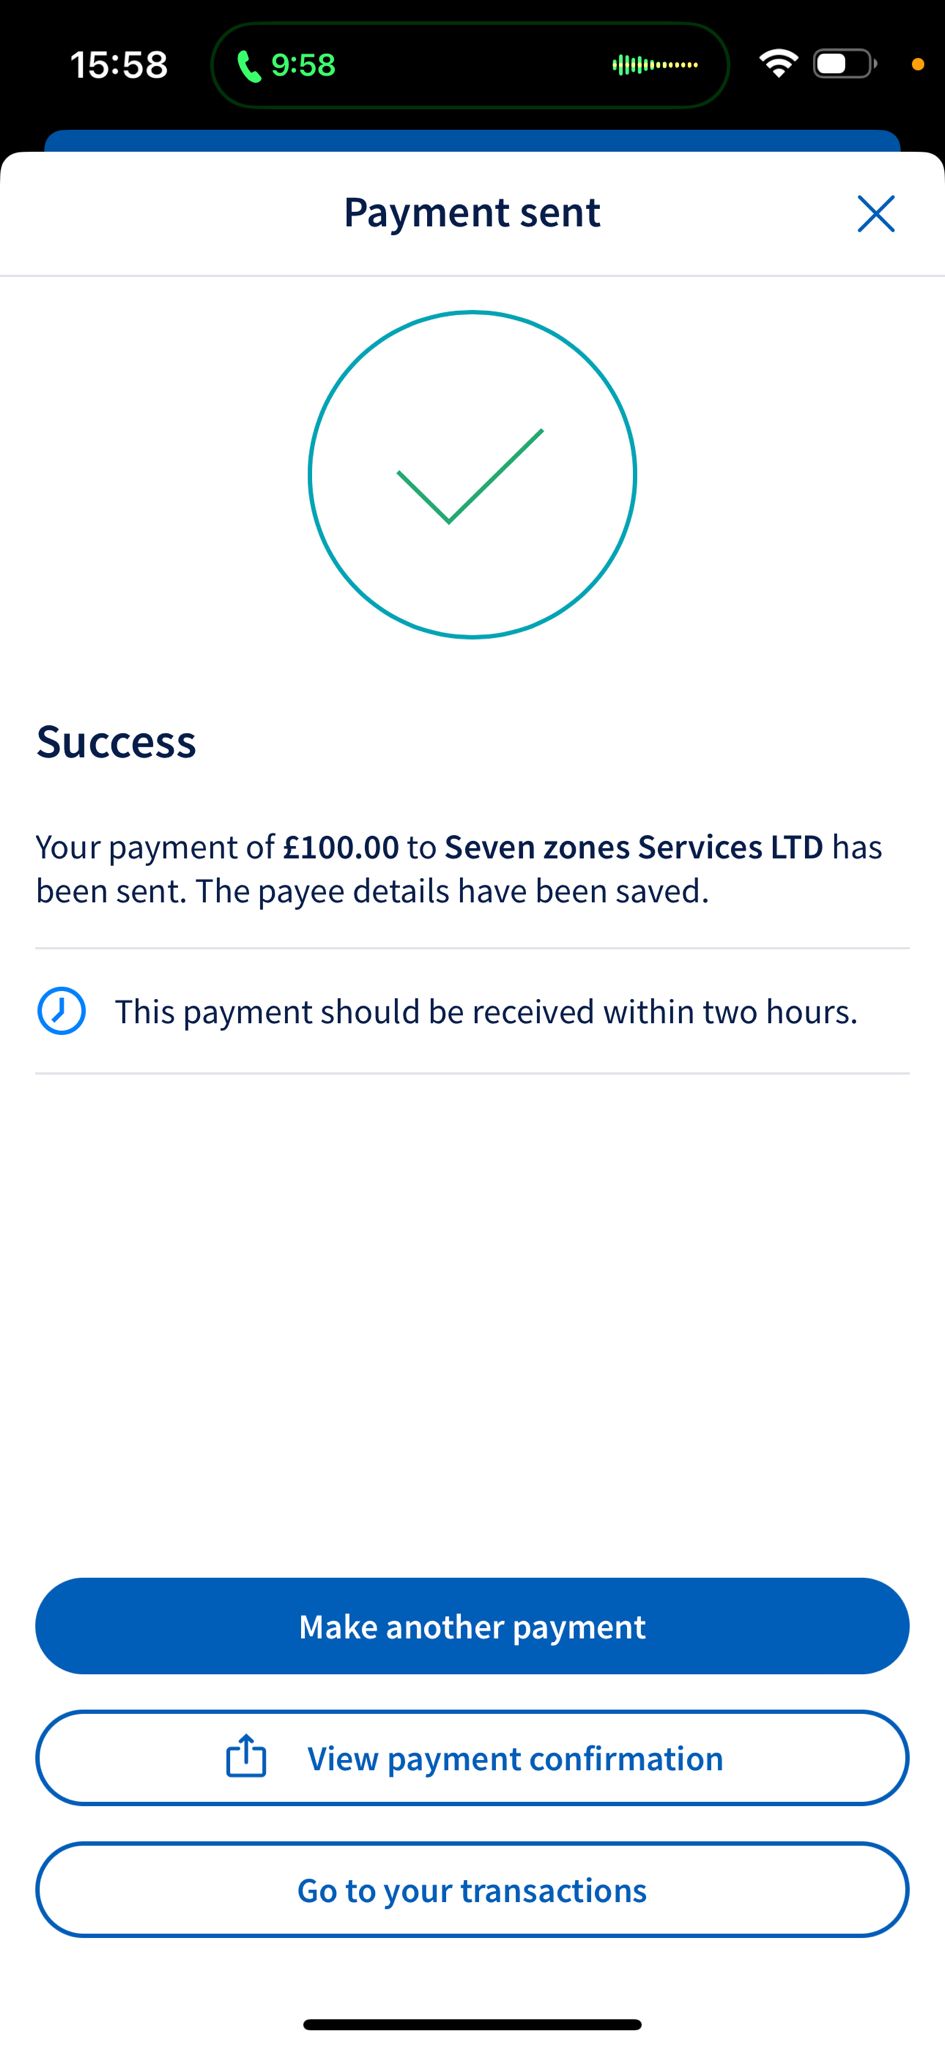 15:58 9:58
Payment sent
Success
Your payment of £100.00 to Seven zones Services LTD has
been sent. The payee details have been saved.
This payment should be received within two hours.
Make another payment
View payment confirmation
Go to your transactions